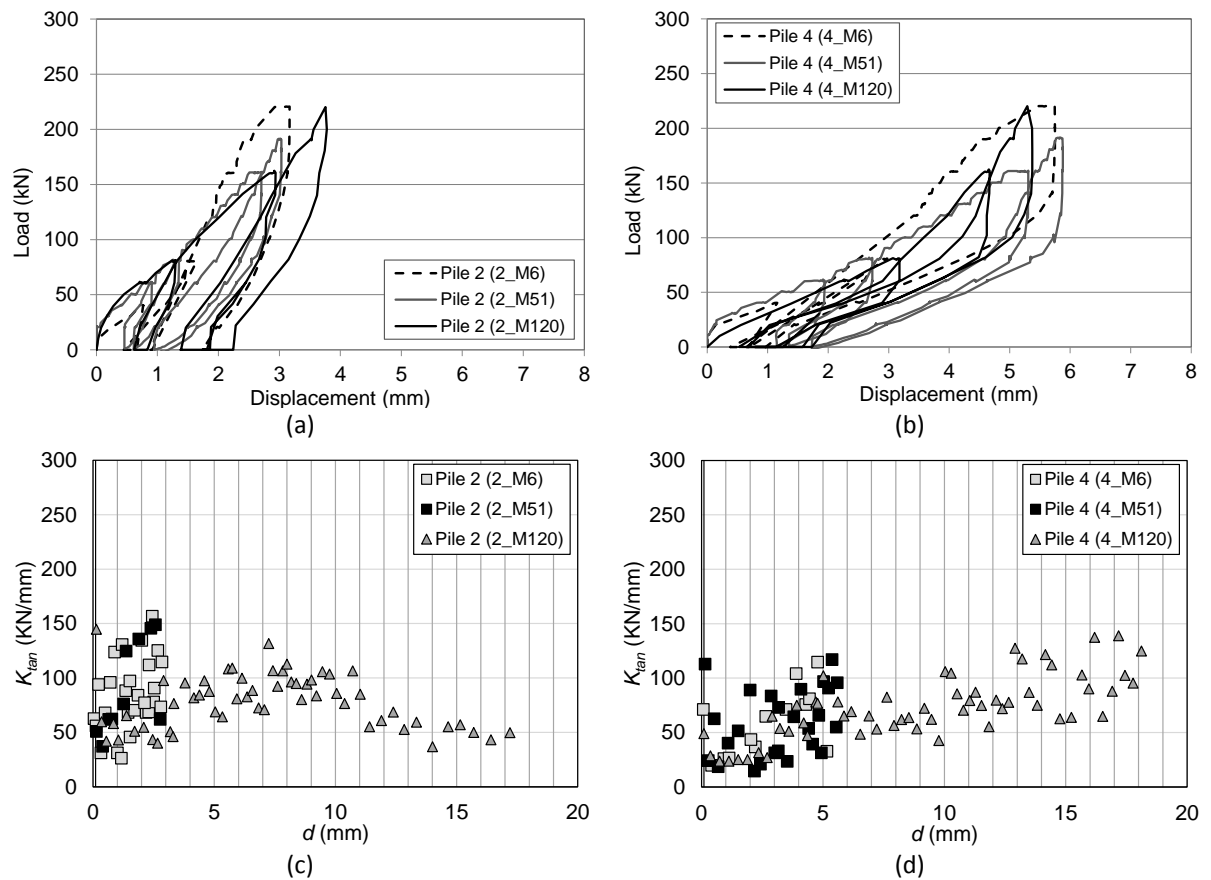 300
250
200
150
100
50
0
Load (kN)
0 1 2 3 4 5 6 7 8
Displacement (mm)
Pile 2 (2_M6)
Pile 2 (2_M51)
Pile 2 (2_M120)
(a)
300
250
200
150
100
50
0
Load (kN)
0 1 2 3 4 5 6 7 8
Displacement (mm)
Pile 4 (4_M6)
Pile 4 (4_M51)
Pile 4 (4_M120)
(b)
300
250
200
150
100
50
0
Ktan (KN/mm)
0 5 10 15 20
d (mm)
Pile 2 (2_M6)
Pile 2 (2_M51)
Pile 2 (2_M120)
(c)
300
250
200
150
100
50
0
Ktan (KN/mm)
0 5 10 15 20
d (mm)
Pile 4 (4_M6)
Pile 4 (4_M51)
Pile 4 (4_M120)
(d)